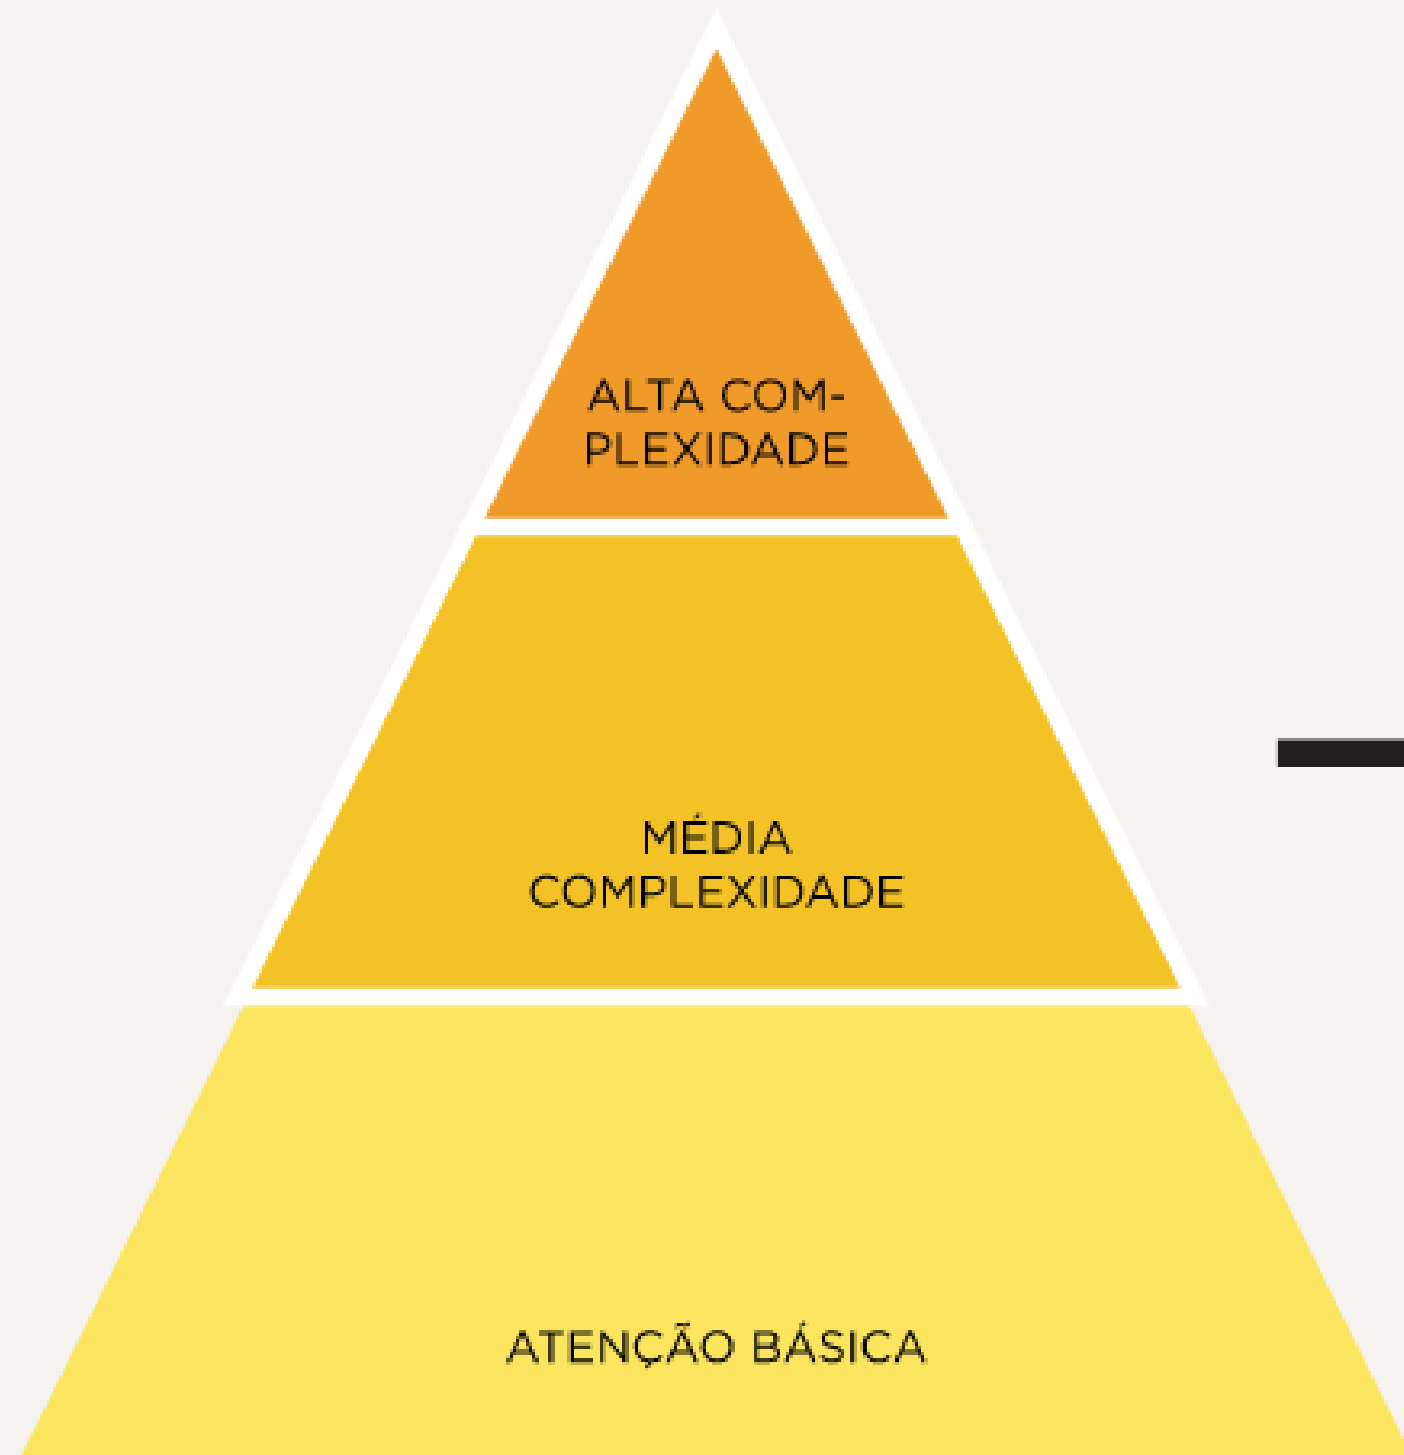 ALTA COM-
PLEXIDADE
MÉDIA
COMPLEXIDADE
ATENÇÃO BÁSICA